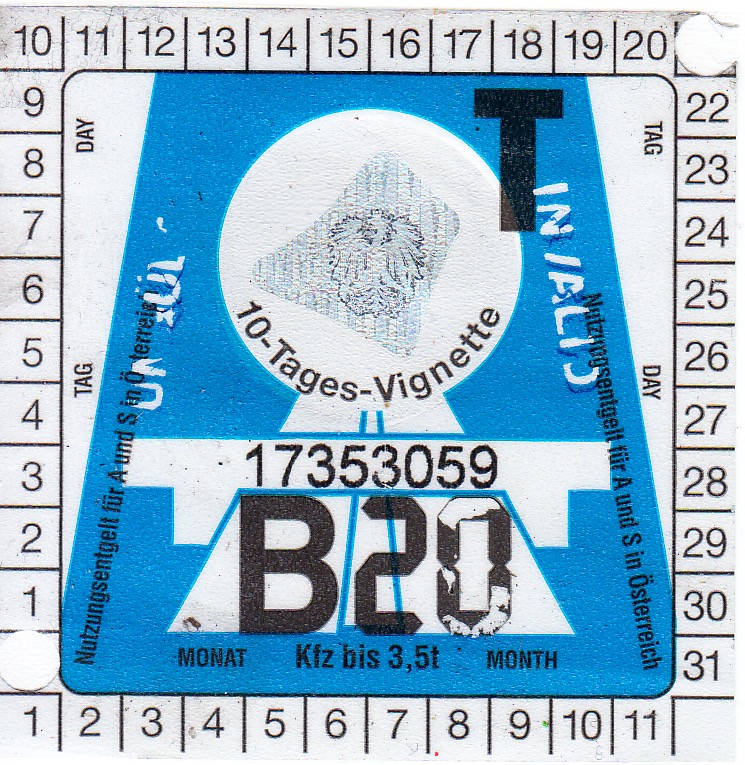 10 11 12 13 14 15 16 17 18 19 20
9 22
8 23
7 24
6 25
5 26
4 27
3 28
2 29
1 30
31
1 2 3 4 5 6 7 8 9 10 11
DAY
TAG
T
INVALID
UNGÜL
10-Tages-Vignette
TAG
DAY
Nutzungsentgelt für A und S in Österreich
Nutzungsentgelt für A und S in Österreich
17353059
B20
MONAT Kfz bis 3,5t MONTH